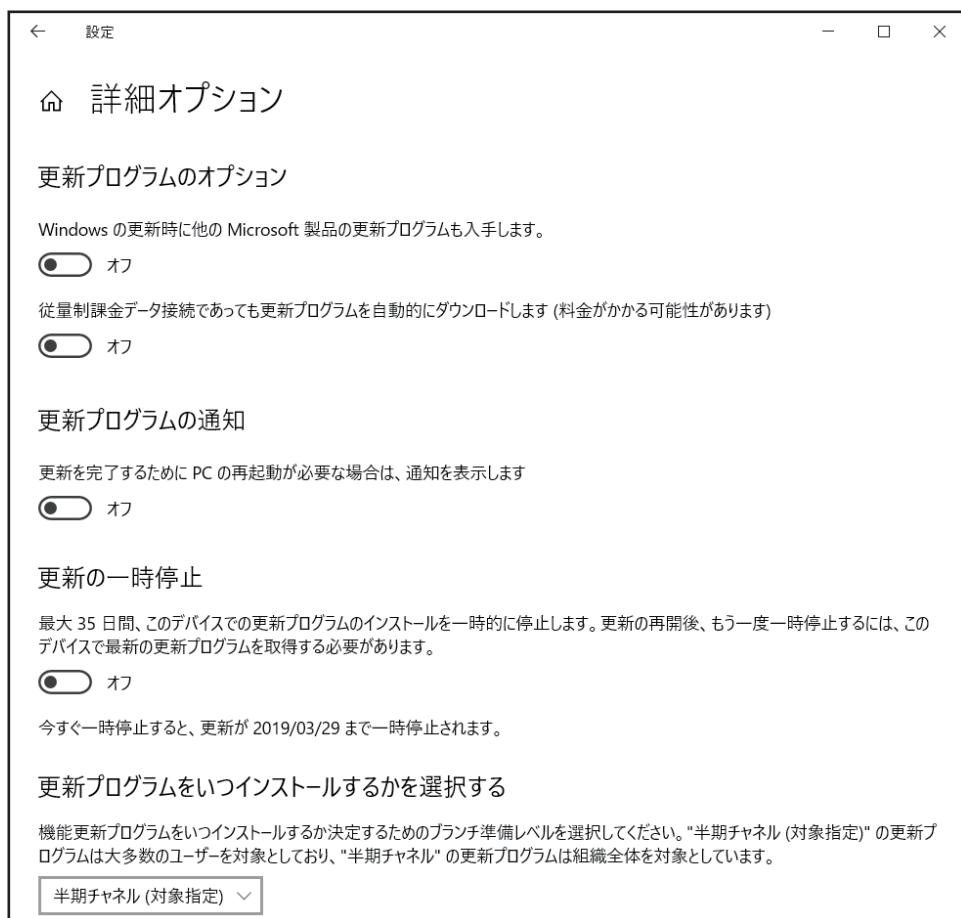 設定
詳細オプション
更新プログラムのオプション
Windows の更新時に他の Microsoft 製品の更新プログラムも入手します。
オフ
従量制課金データ接続であっても更新プログラムを自動的にダウンロードします (料金がかかる可能性があります)
オフ
更新プログラムの通知
更新を完了するために PC の再起動が必要な場合は、通知を表示します
オフ
更新の一時停止
最大 35 日間、このデバイスでの更新プログラムのインストールを一時的に停止します。更新の再開後、もう一度一時停止するには、この
デバイスで最新の更新プログラムを取得する必要があります。
オフ
今すぐ一時停止すると、更新が 2019/03/29 まで一時停止されます。
更新プログラムをいつインストールするかを選択する
機能更新プログラムをいつインストールするか決定するためのブランチ準備レベルを選択してください。"半期チャネル (対象指定)" の更新プ
ログラムは大多数のユーザーを対象としており、"半期チャネル" の更新プログラムは組織全体を対象としています。
半期チャネル (対象指定)